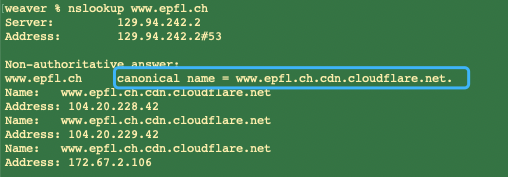 weaver % nslookup www.epfl.ch
Server: 129.94.242.2
Address: 129.94.242.2#53
Non-authoritative answer:
www.epfl.ch canonical name = www.epfl.ch.cdn.cloudflare.net.
Name: www.epfl.ch.cdn.cloudflare.net
Address: 104.20.228.42
Name: www.epfl.ch.cdn.cloudflare.net
Address: 104.20.229.42
Name: www.epfl.ch.cdn.cloudflare.net
Address: 172.67.2.106